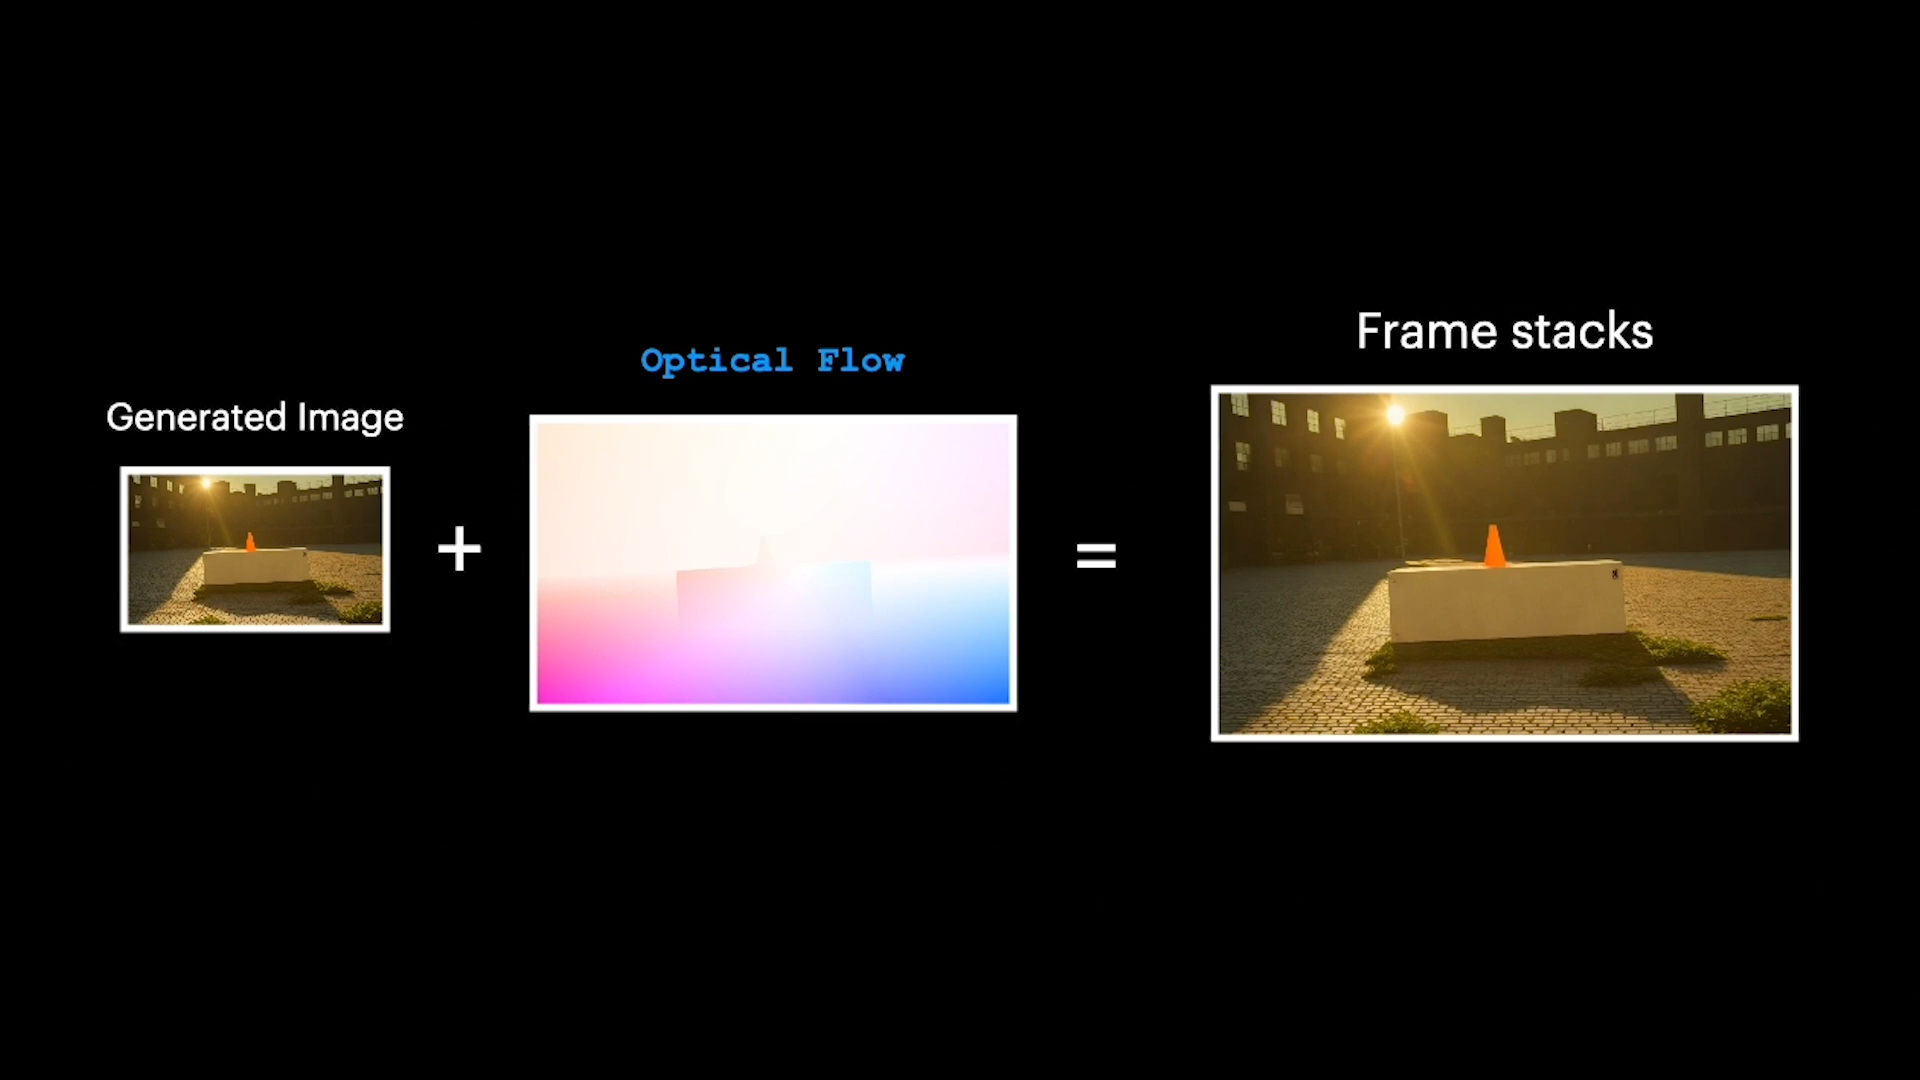 Generated Image
+
Optical Flow
=
Frame stacks